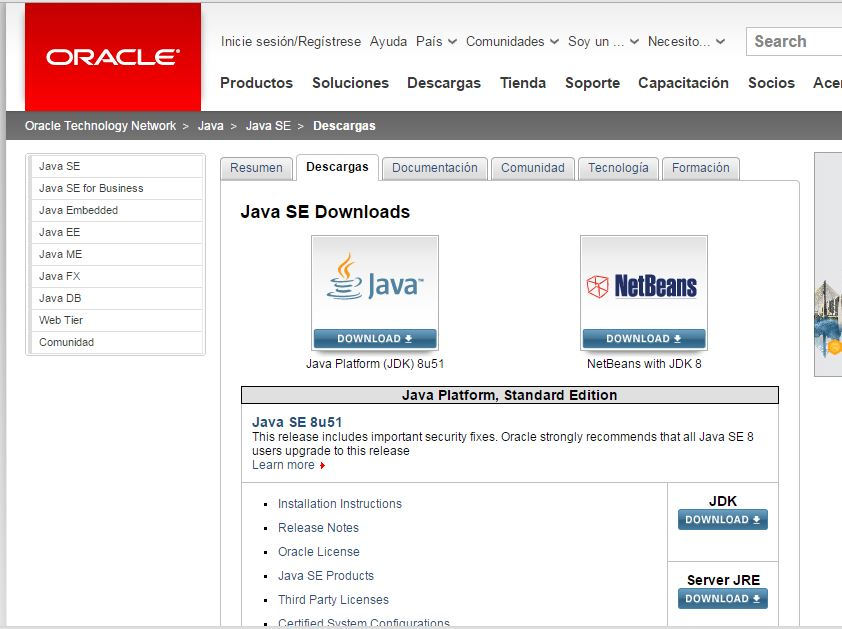 ORACLE
Inicie sesión/Regístrese Ayuda País Comunidades Soy un ... Necesito...
Search
Productos Soluciones Descargas Tienda Soporte Capacitación Socios Acer
Oracle Technology Network > Java > Java SE > Descargas
Java SE
Java SE for Business
Java Embedded
Java EE
Java ME
Java FX
Java DB
Web Tier
Comunidad
Resumen Descargas Documentación Comunidad Tecnología Formación
Java SE Downloads
Java™
DOWNLOAD
Java Platform (JDK) 8u51
NetBeans
DOWNLOAD
NetBeans with JDK 8
Java Platform, Standard Edition
Java SE 8u51
This release includes important security fixes. Oracle strongly recommends that all Java SE 8
users upgrade to this release
Learn more
Installation Instructions
Release Notes
Oracle License
Java SE Products
Third Party Licenses
Certified System Configurations
JDK
DOWNLOAD
Server JRE
DOWNLOAD